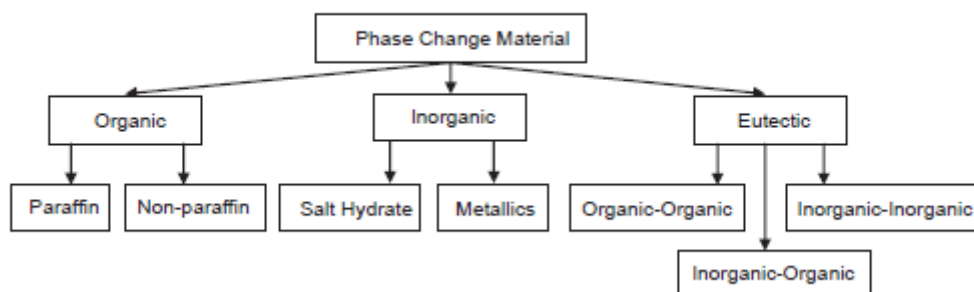 Phase Change Material
Organic
Inorganic
Eutectic
Paraffin
Non-paraffin
Salt Hydrate
Metallics
Organic-Organic
Inorganic-Inorganic
Inorganic-Organic